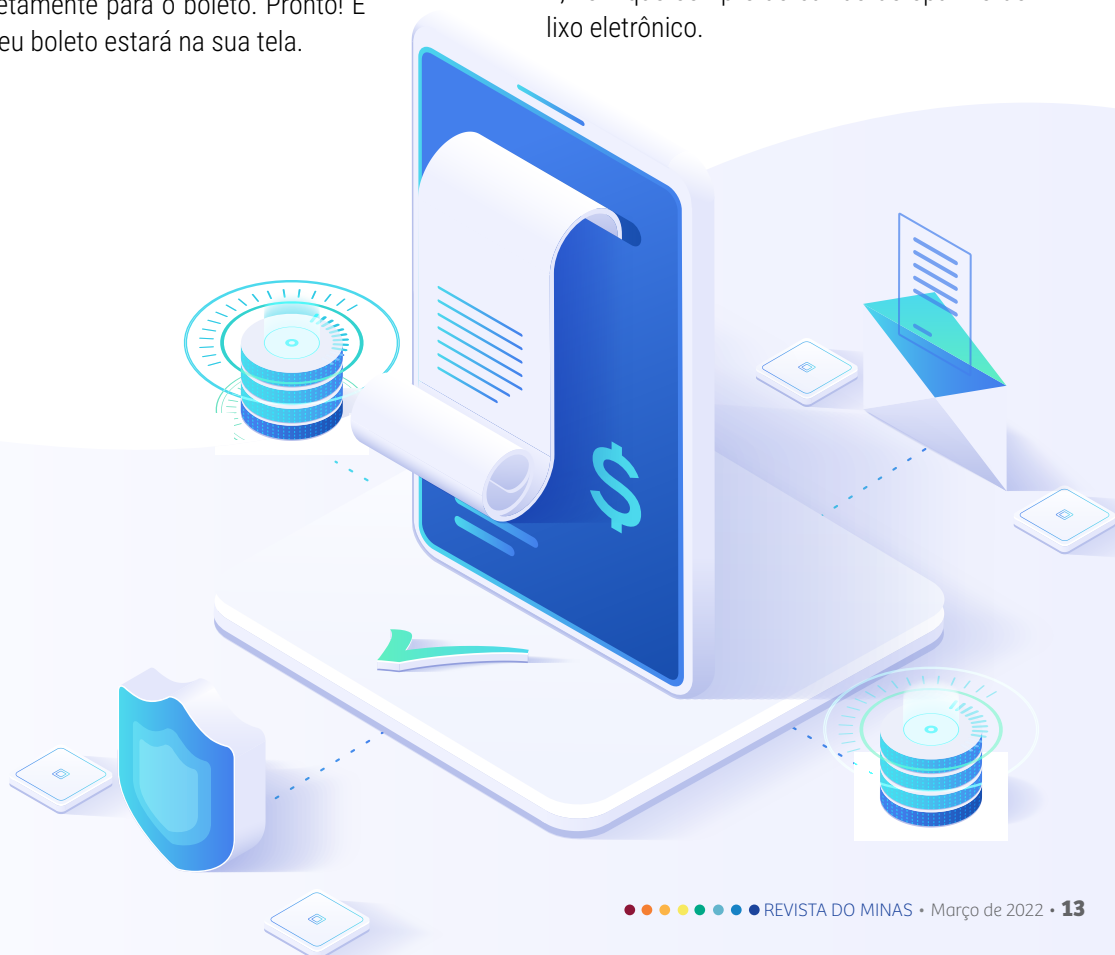 etamente para o boleto. Pronto! E
eu boleto estará na sua tela.
lixo eletrônico.
$
REVISTA DO MINAS • Março de 2022 • 13